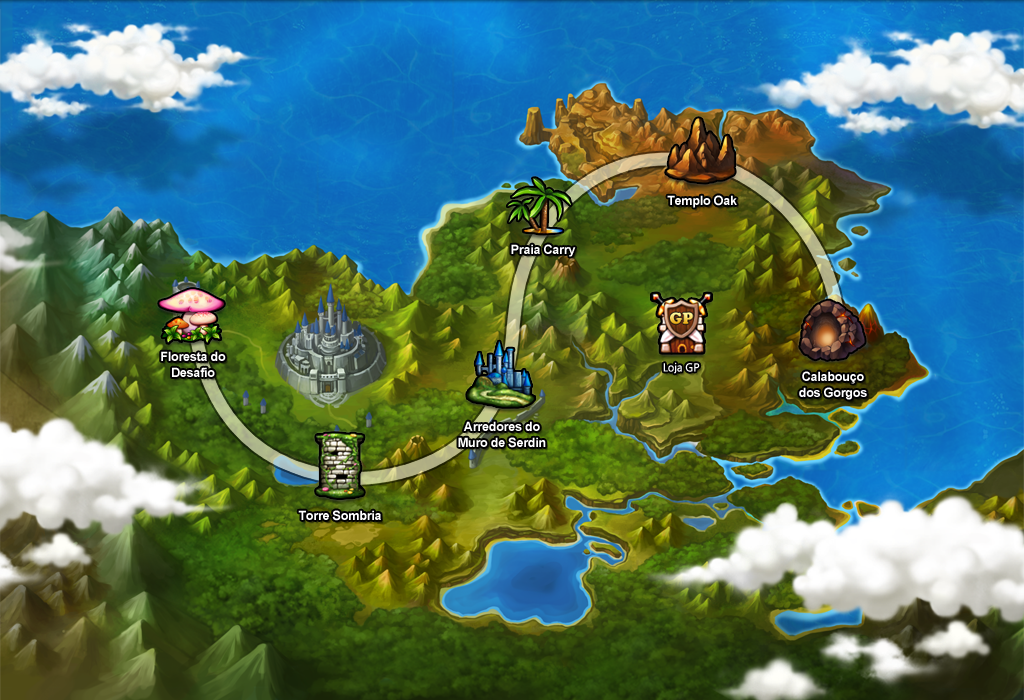 Templo Oak
Praia Carry
GP
Loja GP
Floresta do
Desafio
Calabouço
dos Gorgos
Arredores do
Muro de Serdin
Torre Sombria